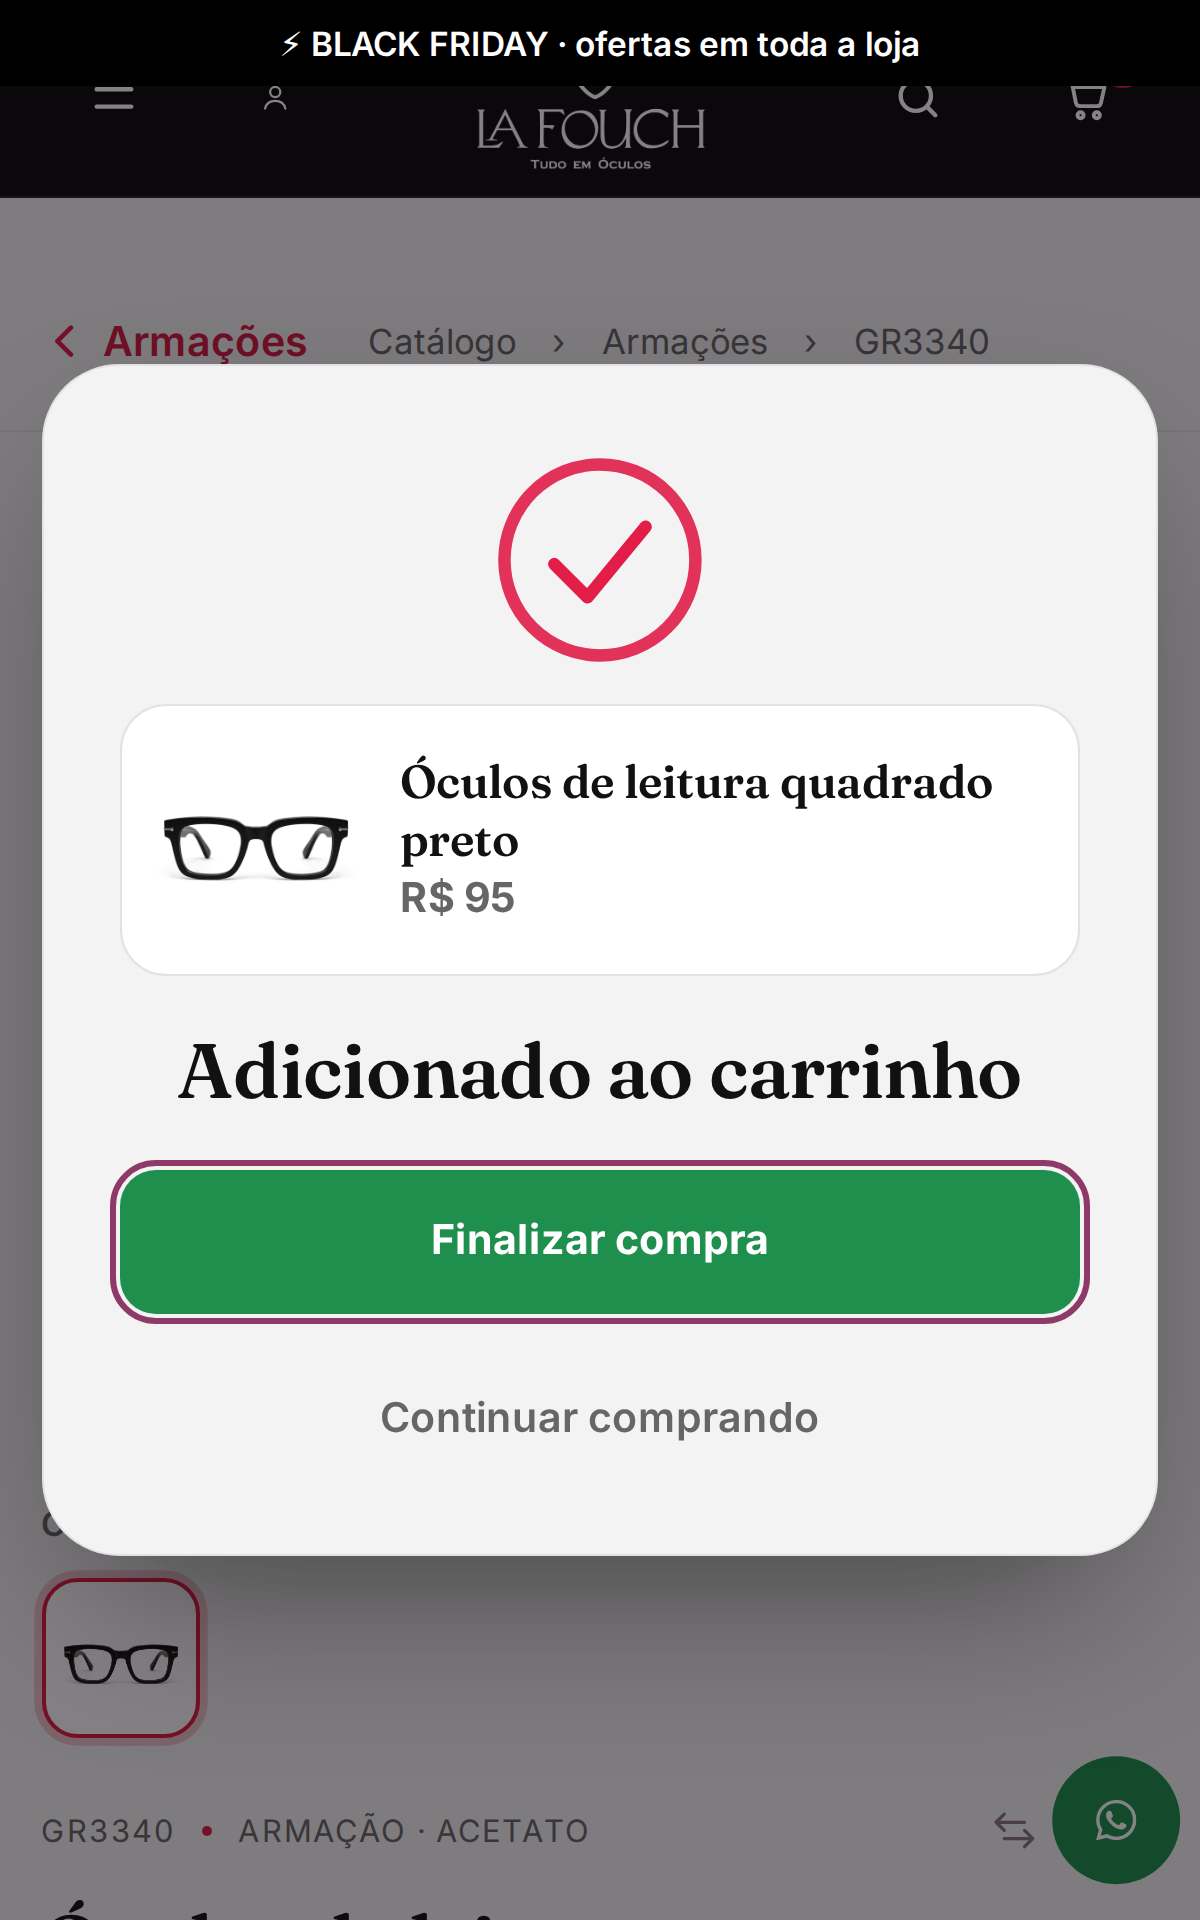 ⚡ BLACK FRIDAY · ofertas em toda a loja
LA FOUCH
TUDO EM ÓCULOS
Armações Catálogo › Armações › GR3340
Óculos de leitura quadrado
preto
R$ 95
Adicionado ao carrinho
Finalizar compra
Continuar comprando
GR3340 • ARMAÇÃO · ACETATO